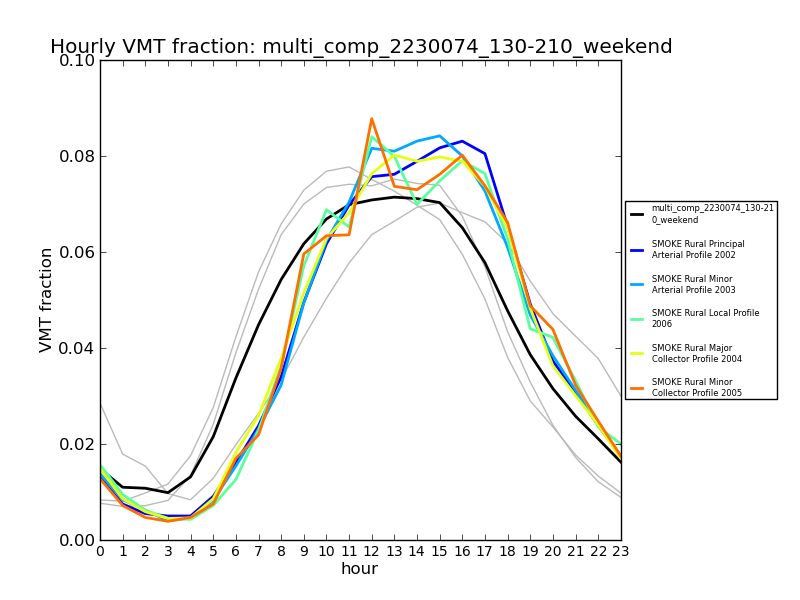 Hourly VMT fraction: multi_comp_2230074_130-210_weekend
0.10
0.08
0.06
0.04
0.02
0.00
VMT fraction
0 1 2 3 4 5 6 7 8 9 10 11 12 13 14 15 16 17 18 19 20 21 22 23
hour
multi_comp_2230074_130-21
0_weekend
SMOKE Rural Principal
Arterial Profile 2002
SMOKE Rural Minor
Arterial Profile 2003
SMOKE Rural Local Profile
2006
SMOKE Rural Major
Collector Profile 2004
SMOKE Rural Minor
Collector Profile 2005